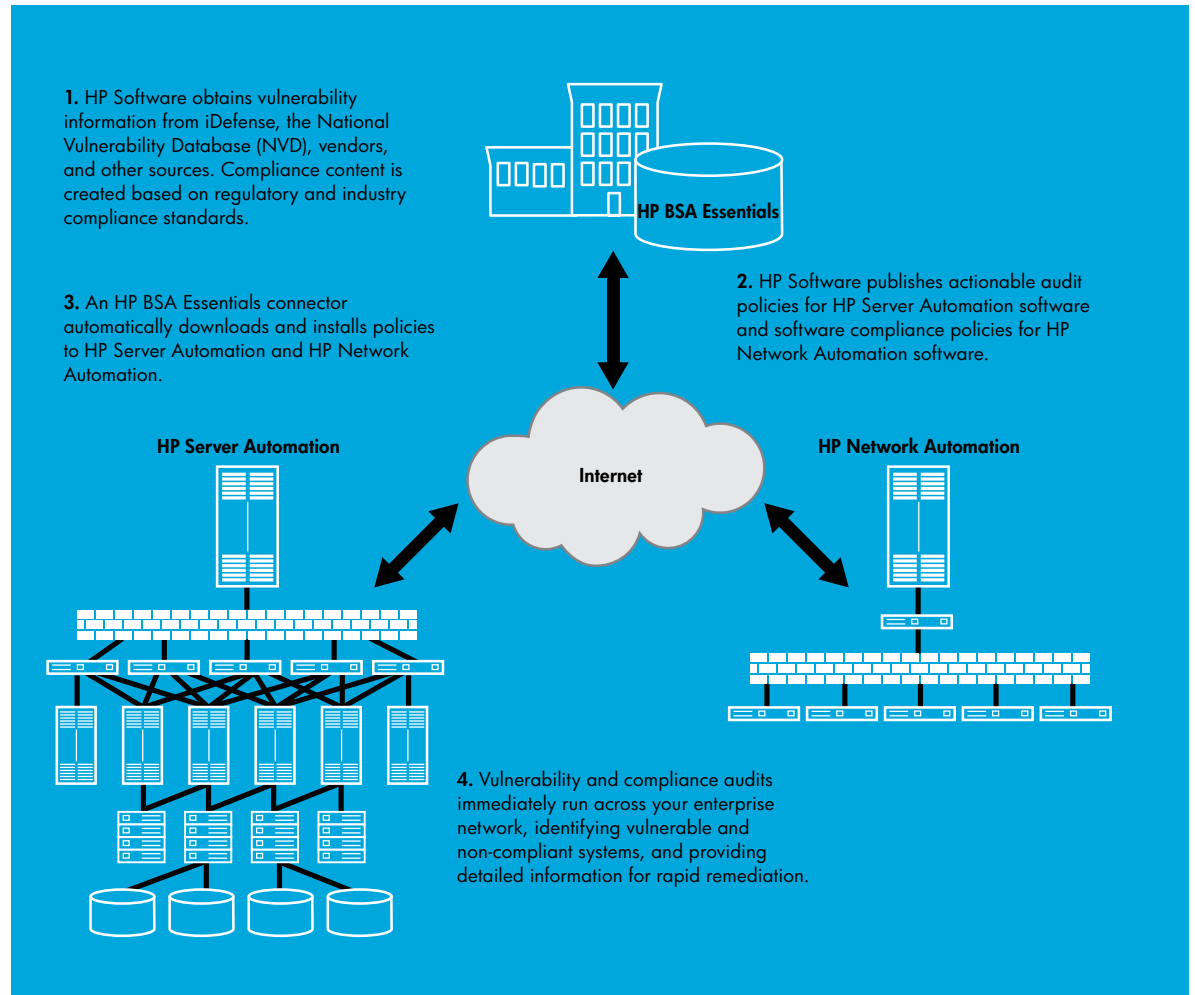 1. HP Software obtains vulnerability
information from iDefense, the National
Vulnerability Database (NVD), vendors,
and other sources. Compliance content is
created based on regulatory and industry
compliance standards.
HP BSA Essentials
2. HP Software publishes actionable audit
policies for HP Server Automation software
and software compliance policies for HP
Network Automation software.
3. An HP BSA Essentials connector
automatically downloads and installs policies
to HP Server Automation and HP Network
Automation.
HP Server Automation
Internet
HP Network Automation
4. Vulnerability and compliance audits
immediately run across your enterprise
network, identifying vulnerable and
non-compliant systems, and providing
detailed information for rapid remediation.